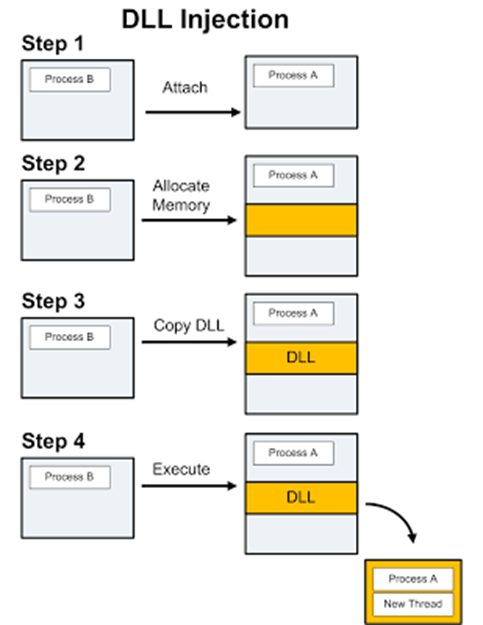 DLL Injection
Step 1
Process B
Attach
Process A
Step 2
Process B
Allocate
Memory
Process A
Step 3
Process B
Copy DLL
Process A
DLL
Step 4
Process B
Execute
Process A
DLL
Process A
New Thread